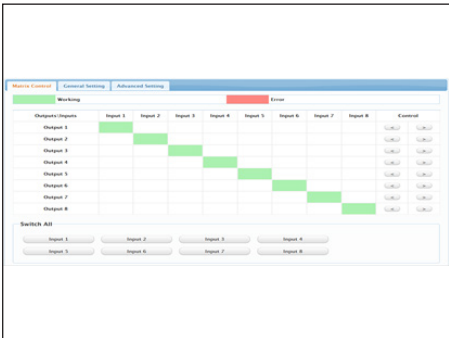 Matrix Control General Setting Advanced Setting
Working Error
Outputs\Inputs Input 1 Input 2 Input 3 Input 4 Input 5 Input 6 Input 7 Input 8 Control
Output 1
Output 2
Output 3
Output 4
Output 5
Output 6
Output 7
Output 8
Switch All
Input 1 Input 2 Input 3 Input 4
Input 5 Input 6 Input 7 Input 8